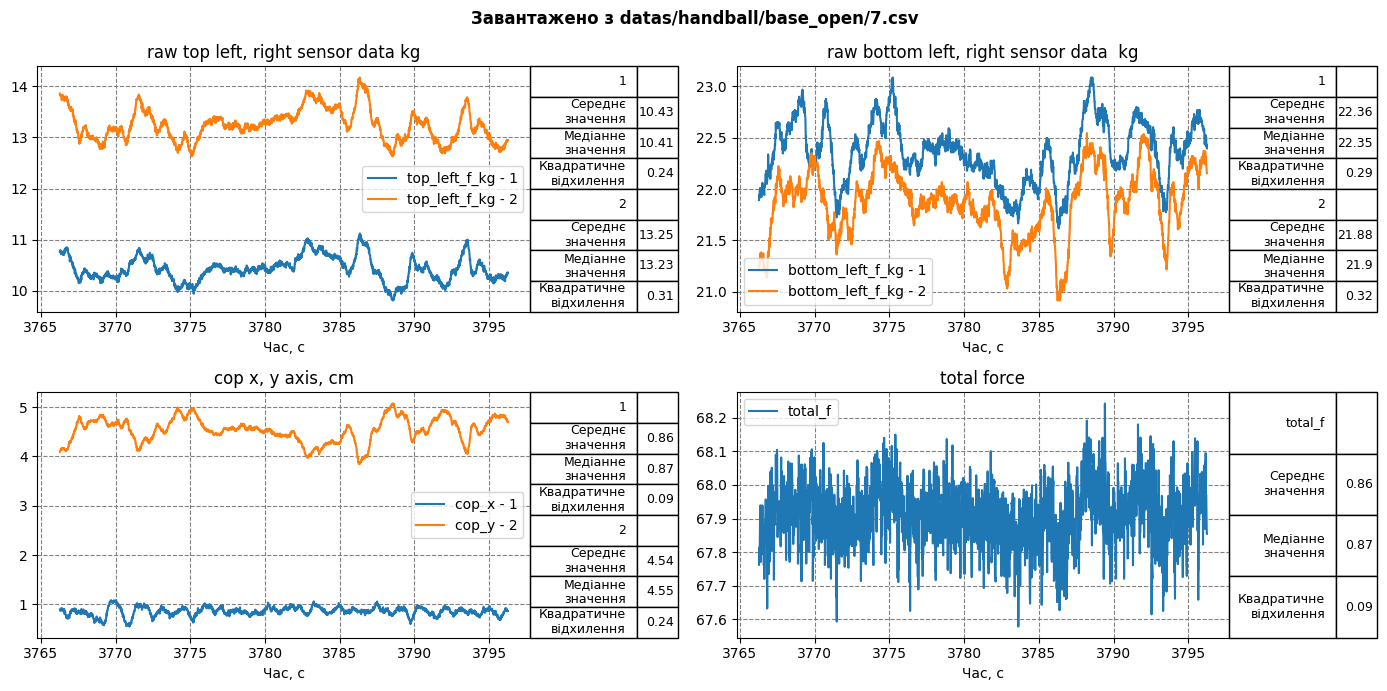 Завантажено з datas/handball/base_open/7.csv
raw top left, right sensor data kg
14
13
12
11
10
3765 3770 3775 3780 3785 3790 3795
Час, с
top_left_f_kg - 1
top_left_f_kg - 2
1
Середнє
значення
10.43
Медіанне
значення
10.41
Квадратичне
відхилення
0.24
2
Середнє
значення
13.25
Медіанне
значення
13.23
Квадратичне
відхилення
0.31
raw bottom left, right sensor data  kg
23.0
22.5
22.0
21.5
21.0
3765 3770 3775 3780 3785 3790 3795
Час, с
bottom_left_f_kg - 1
bottom_left_f_kg - 2
1
Середнє
значення
22.36
Медіанне
значення
22.35
Квадратичне
відхилення
0.29
2
Середнє
значення
21.88
Медіанне
значення
21.9
Квадратичне
відхилення
0.32
cop x, y axis, cm
5
4
3
2
1
3765 3770 3775 3780 3785 3790 3795
Час, с
cop_x - 1
cop_y - 2
1
Середнє
значення
0.86
Медіанне
значення
0.87
Квадратичне
відхилення
0.09
2
Середнє
значення
4.54
Медіанне
значення
4.55
Квадратичне
відхилення
0.24
total force
68.2
68.1
68.0
67.9
67.8
67.7
67.6
3765 3770 3775 3780 3785 3790 3795
Час, с
total_f
total_f
Середнє
значення
0.86
Медіанне
значення
0.87
Квадратичне
відхилення
0.09